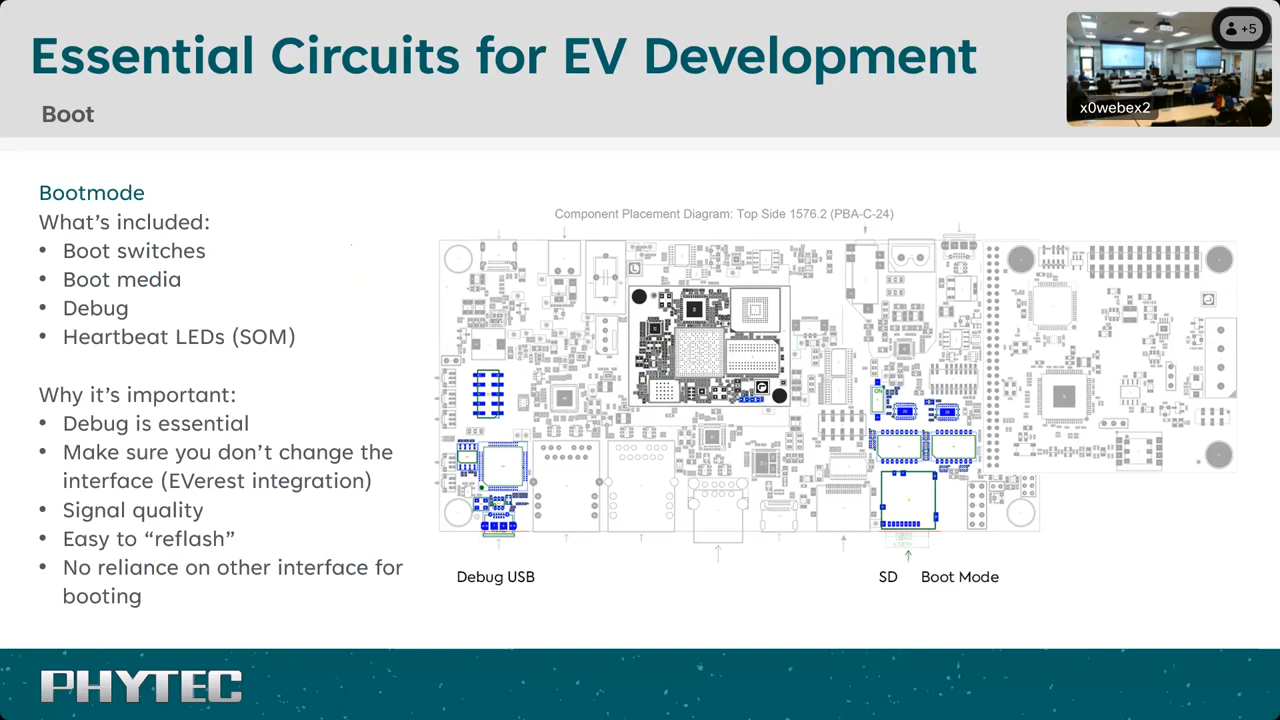 Essential Circuits for EV Development
+5
x0webex2
Boot
Bootmode
What's included:
• Boot switches
• Boot media
• Debug
• Heartbeat LEDs (SOM)
Why it's important:
• Debug is essential
• Make sure you don't change the
interface (EVerest integration)
• Signal quality
• Easy to “reflash”
• No reliance on other interface for
booting
Component Placement Diagram: Top Side 1576.2 (PBA-C-24)
Debug USB
SD
Boot Mode
PHYTEC